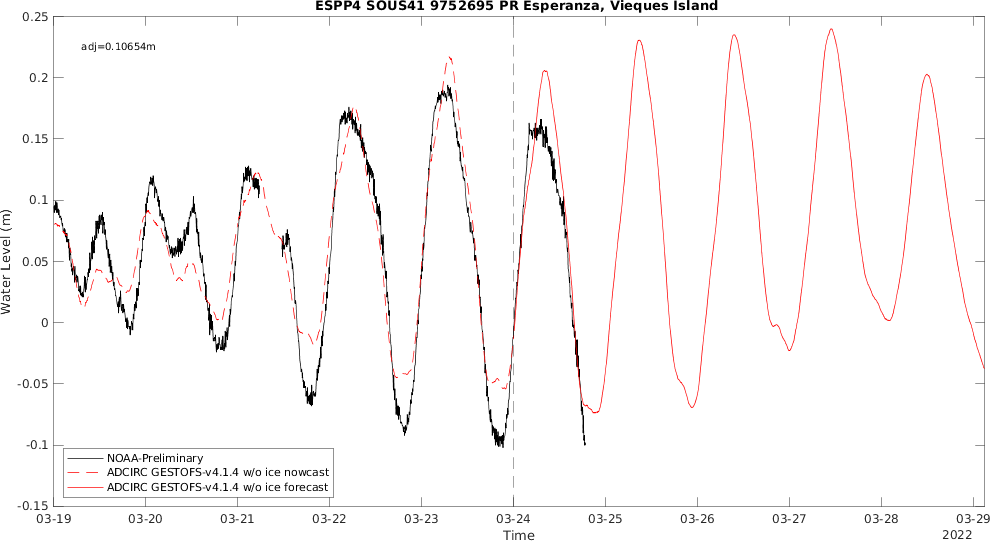 ESPP4 SOUS41 9752695 PR Esperanza, Vieques Island
0.25
adj=0.10654m
0.2
0.15
0.1
0.05
0
-0.05
-0.1
-0.15
Water Level (m)
NOAA-Preliminary
ADCIRC GESTOFS-v4.1.4 w/o ice nowcast
ADCIRC GESTOFS-v4.1.4 w/o ice forecast
03-19 03-20 03-21 03-22 03-23 03-24 03-25 03-26 03-27 03-28 03-29
Time
2022